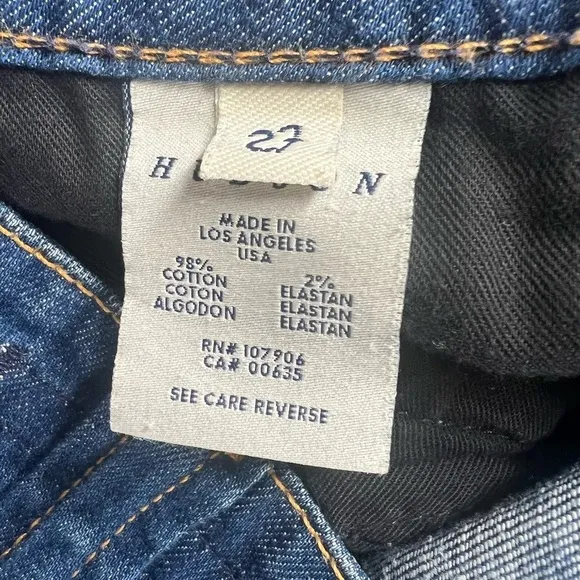 27
HUDSON
MADE IN
LOS ANGELES
USA
98%
COTTON
COTON
ALGODON
2%
ELASTAN
ELASTAN
ELASTAN
RN# 107906
CA# 00635
SEE CARE REVERSE